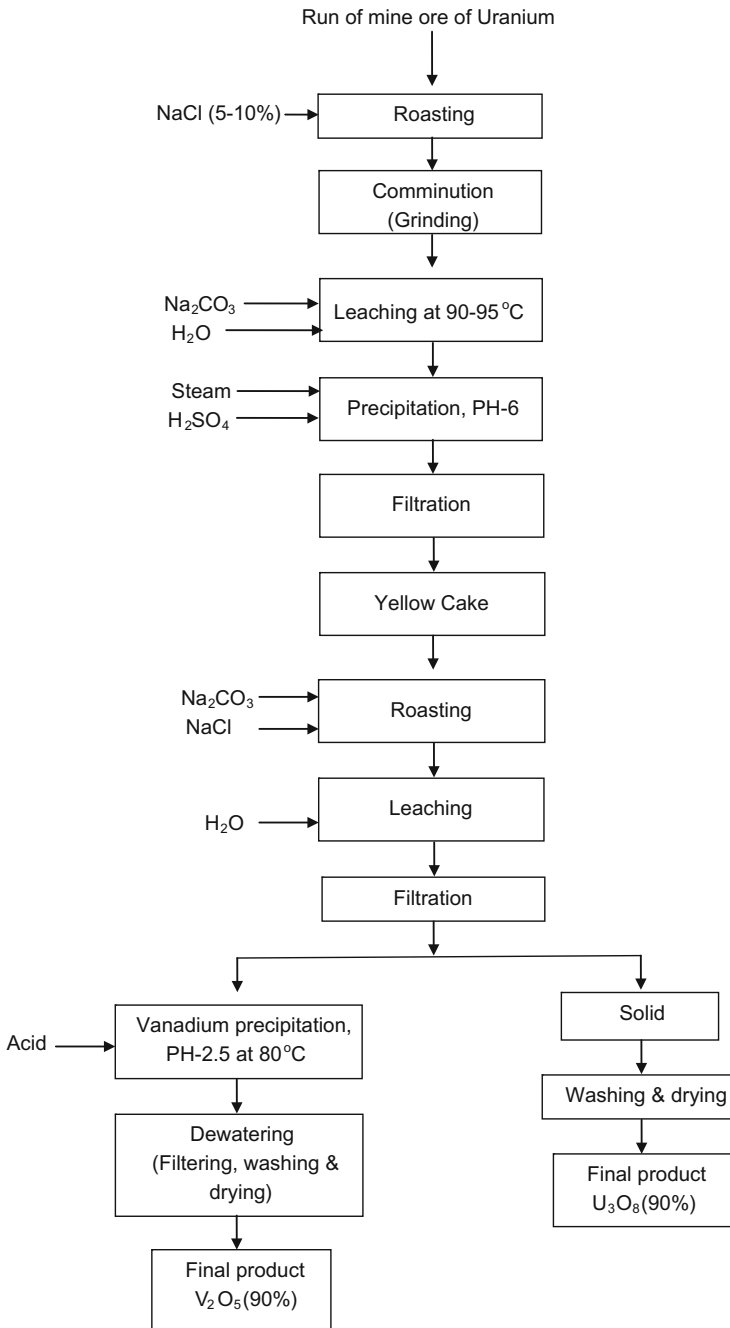 Run of mine ore of Uranium
NaCl (5-10%)
Roasting
Comminution
(Grinding)
Na₂CO₃
H₂O
Leaching at 90-95 °C
Steam
H₂SO₄
Precipitation, PH-6
Filtration
Yellow Cake
Na₂CO₃
NaCl
Roasting
H₂O
Leaching
Filtration
Acid
Vanadium precipitation,
PH-2.5 at 80°C
Dewatering
(Filtering, washing &
drying)
Final product
V₂O₅(90%)
Solid
Washing & drying
Final product
U₃O₈(90%)